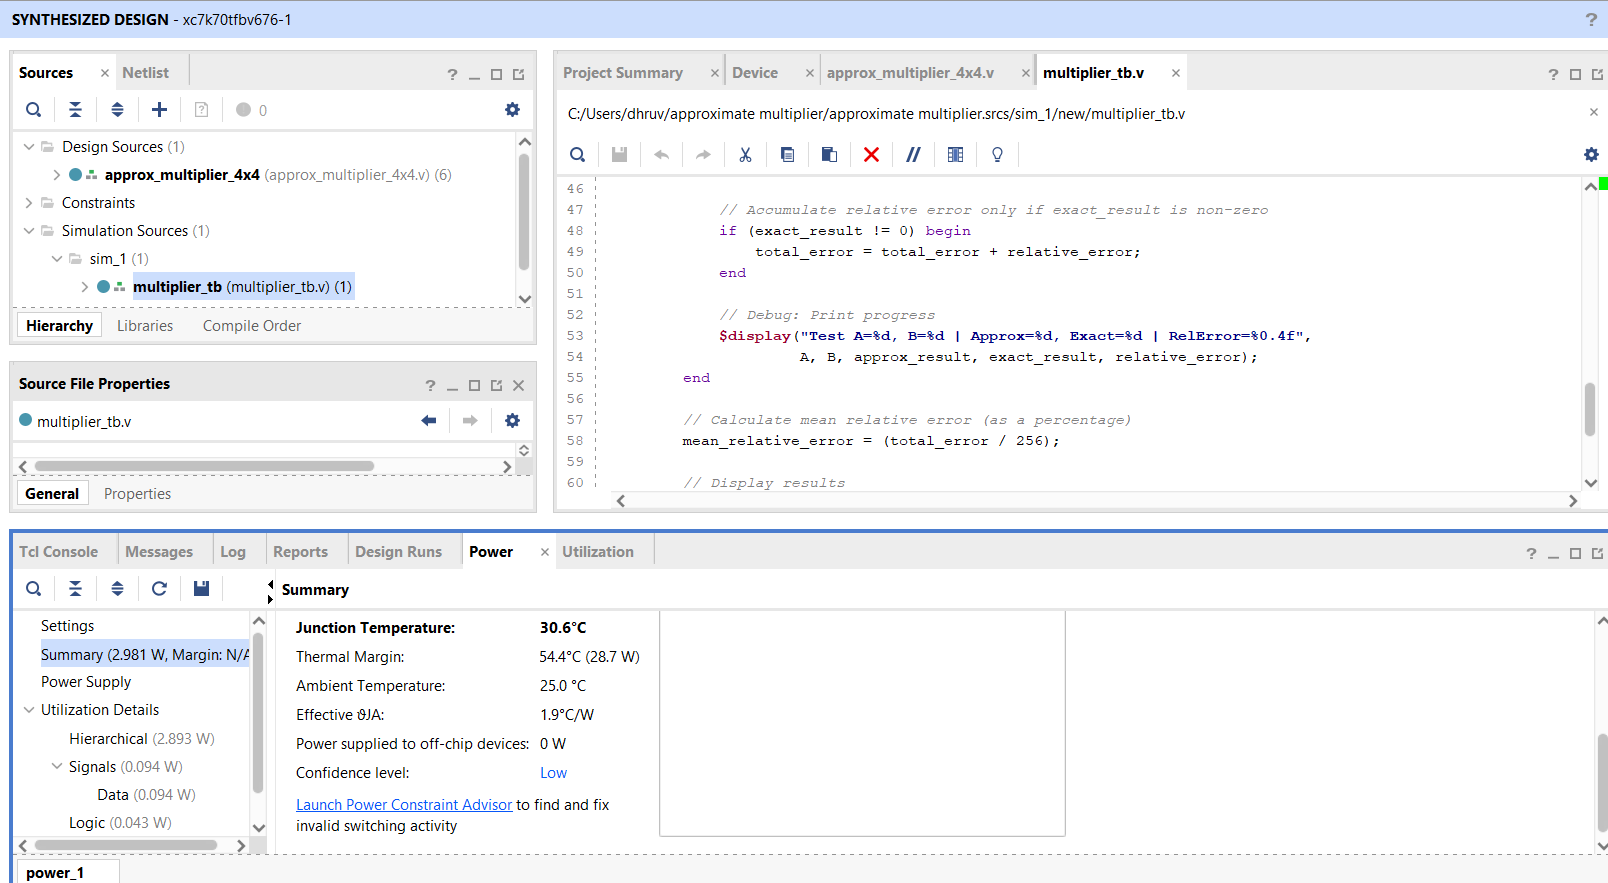 SYNTHESIZED DESIGN - xc7k70tfbv676-1
?
Sources × Netlist ? _
0
Design Sources (1)
approx_multiplier_4x4 (approx_multiplier_4x4.v) (6)
Constraints
Simulation Sources (1)
sim_1 (1)
multiplier_tb (multiplier_tb.v) (1)
Hierarchy Libraries Compile Order
Source File Properties ? _ ×
multiplier_tb.v
General Properties
Project Summary × Device × approx_multiplier_4x4.v × multiplier_tb.v × ?
C:/Users/dhruv/approximate multiplier/approximate multiplier.srcs/sim_1/new/multiplier_tb.v ×
46
47 // Accumulate relative error only if exact_result is non-zero
48 if (exact_result != 0) begin
49 total_error = total_error + relative_error;
50 end
51
52 // Debug: Print progress
53 $display("Test A=%d, B=%d | Approx=%d, Exact=%d | RelError=%0.4f",
54 A, B, approx_result, exact_result, relative_error);
55 end
56
57 // Calculate mean relative error (as a percentage)
58 mean_relative_error = (total_error / 256);
59
60 // Display results
Tcl Console Messages Log Reports Design Runs Power × Utilization ? _
Summary
Settings
Summary (2.981 W, Margin: N/A
Power Supply
Utilization Details
Hierarchical (2.893 W)
Signals (0.094 W)
Data (0.094 W)
Logic (0.043 W)
Junction Temperature: 30.6°C
Thermal Margin: 54.4°C (28.7 W)
Ambient Temperature: 25.0 °C
Effective ϑJA: 1.9°C/W
Power supplied to off-chip devices: 0 W
Confidence level: Low
Launch Power Constraint Advisor to find and fix
invalid switching activity
power_1